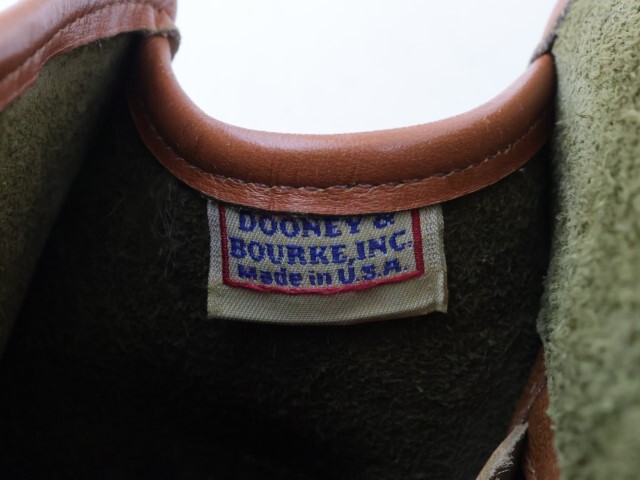 DOONEY &
BOURKE, INC.
Made in U.S.A.